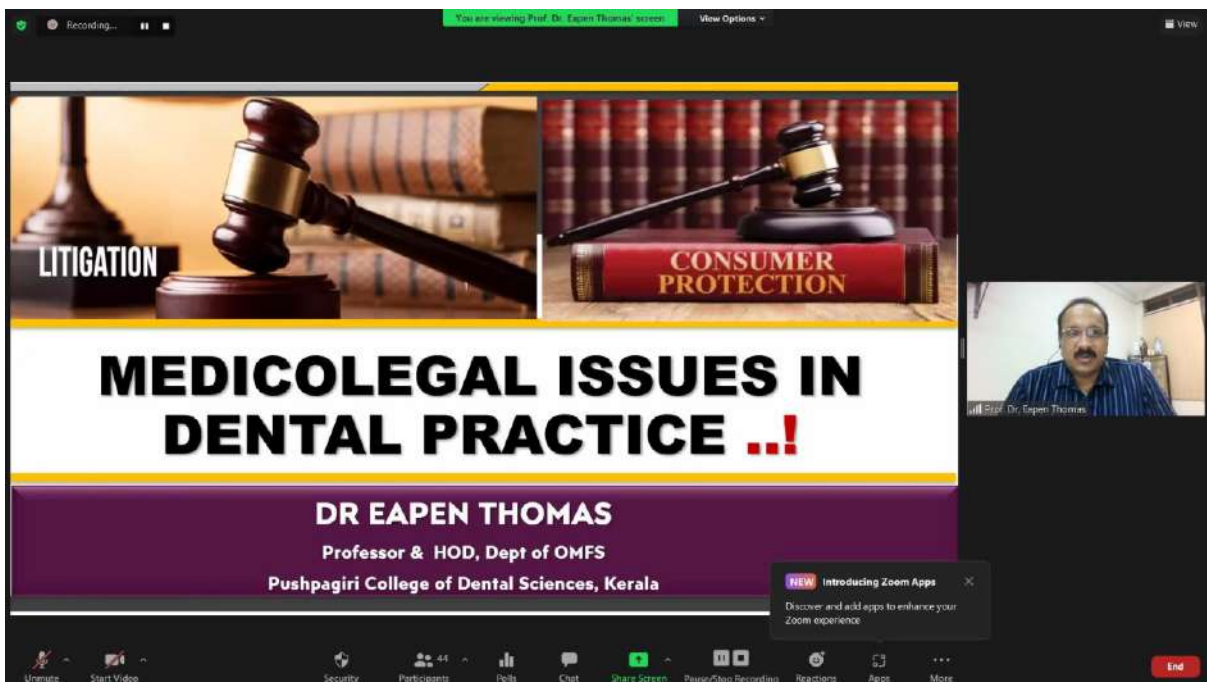 Recording...
You are viewing Prof. Dr. Eapen Thomas' screen
View Options
View
LITIGATION
CONSUMER
PROTECTION
MEDICOLEGAL ISSUES IN
DENTAL PRACTICE ..!
Prof. Dr. Eapen Thomas
DR EAPEN THOMAS
Professor & HOD, Dept of OMFS
Pushpagiri College of Dental Sciences, Kerala
NEW Introducing Zoom Apps
Discover and add apps to enhance your
Zoom experience
44
Unmute
Start Video
Security
Participants
Polls
Chat
Share Screen
Pause/Stop Recording
Reactions
Apps
More
End